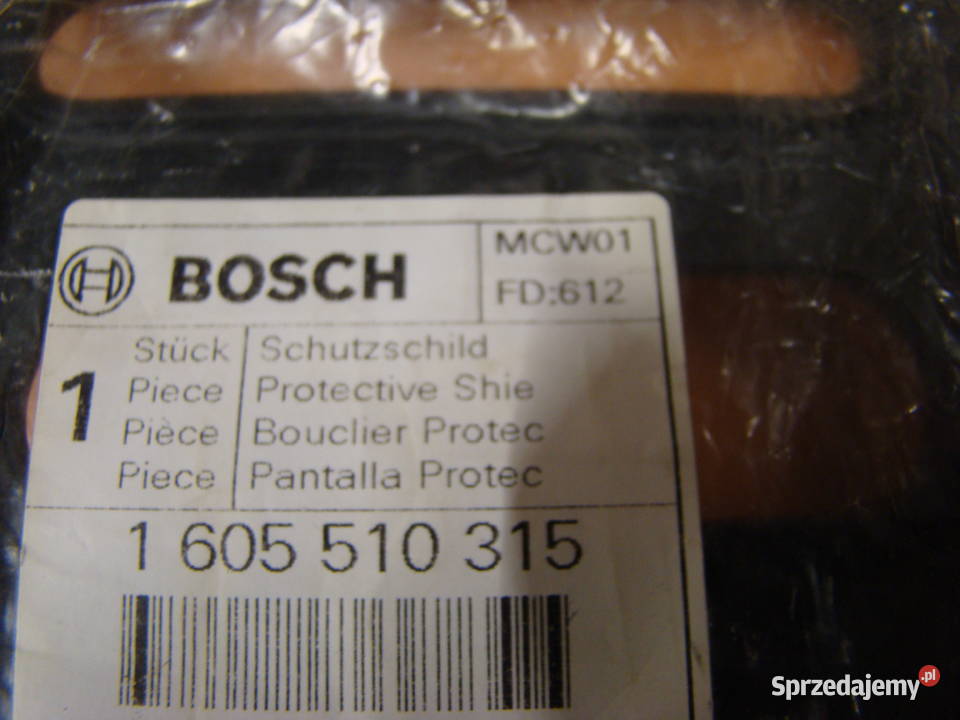 BOSCH
MCW01
FD:612
1
Stück Schutzschild
Piece Protective Shie
Pièce Bouclier Protec
Piece Pantalla Protec
1 605 510 315
Sprzedajemy.pl